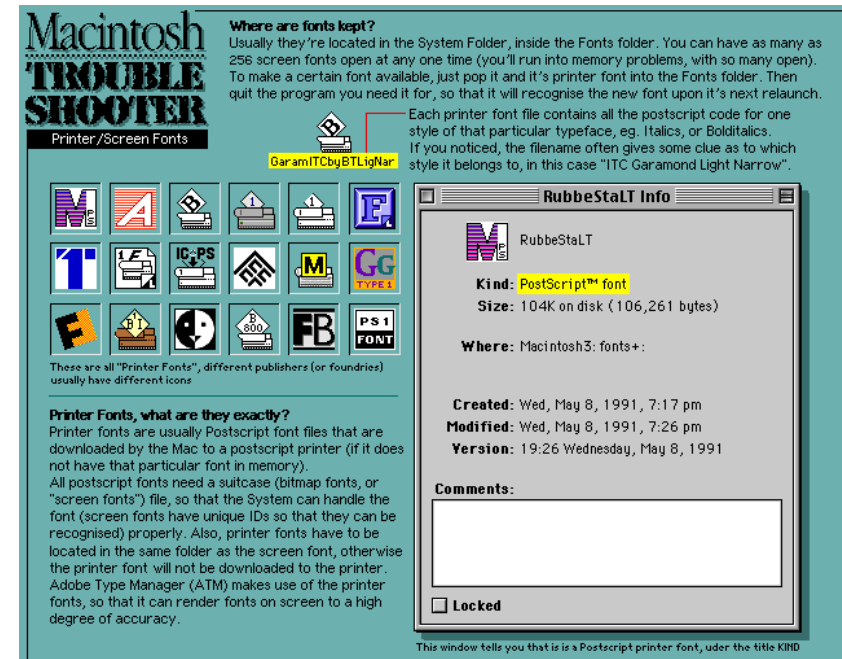 Macintosh
TROUBLE
SHOOTER
Printer/Screen Fonts
Where are fonts kept?
Usually they're located in the System Folder, inside the Fonts folder. You can have as many as
256 screen fonts open at any one time (you'll run into memory problems, with so many open).
To make a certain font available, just pop it and it's printer font into the Fonts folder. Then
quit the program you need it for, so that it will recognise the new font upon it's next relaunch.
GaramITCbyBTLigNar
Each printer font file contains all the postscript code for one
style of that particular typeface, eg. Italics, or Bolditalics.
If you noticed, the filename often gives some clue as to which
style it belongs to, in this case "ITC Garamond Light Narrow".
M PS A B 1 1 F
T 1 E A IC PS M GG TYPE 1
F B I B 800 FB PS 1 FONT
These are all "Printer Fonts", different publishers (or foundries)
usually have different icons
Printer Fonts, what are they exactly?
Printer fonts are usually Postscript font files that are
downloaded by the Mac to a postscript printer (if it does
not have that particular font in memory).
All postscript fonts need a suitcase (bitmap fonts, or
"screen fonts") file, so that the System can handle the
font (screen fonts have unique IDs so that they can be
recognised) properly. Also, printer fonts have to be
located in the same folder as the screen font, otherwise
the printer font will not be downloaded to the printer.
Adobe Type Manager (ATM) makes use of the printer
fonts, so that it can render fonts on screen to a high
degree of accuracy.
RubbeStaLT Info
M PS RubbeStaLT
Kind: PostScript™ font
Size: 104K on disk (106,261 bytes)
Where: Macintosh3: fonts+:
Created: Wed, May 8, 1991, 7:17 pm
Modified: Wed, May 8, 1991, 7:26 pm
Version: 19:26 Wednesday, May 8, 1991
Comments:
Locked
This window tells you that is is a Postscript printer font, uder the title KIND